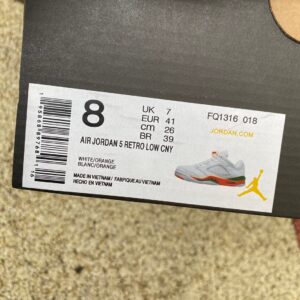 8
UK 7
EUR 41
cm 26
BR 39
FQ1316 018
JORDAN.COM
AIR JORDAN 5 RETRO LOW CNY
WHITE/ORANGE
BLANC/ORANGE
MADE IN VIETNAM / FABRIQUE AU VIETNAM
HECHO EN VIETNAM